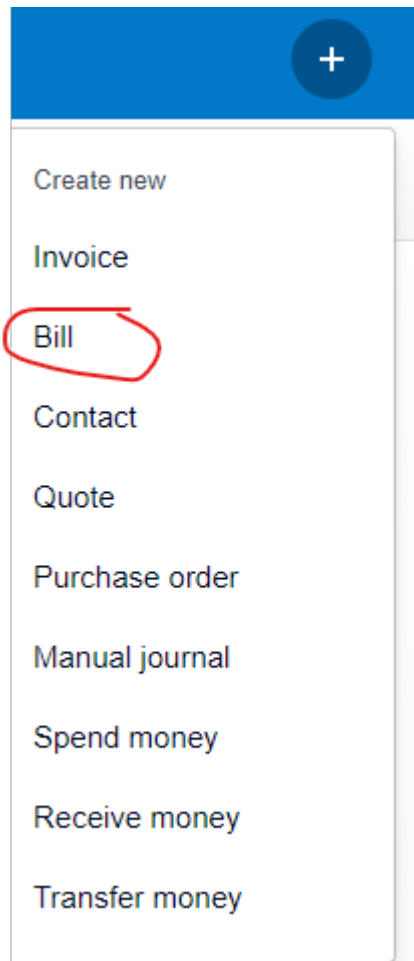 +
Create new
Invoice
Bill
Contact
Quote
Purchase order
Manual journal
Spend money
Receive money
Transfer money